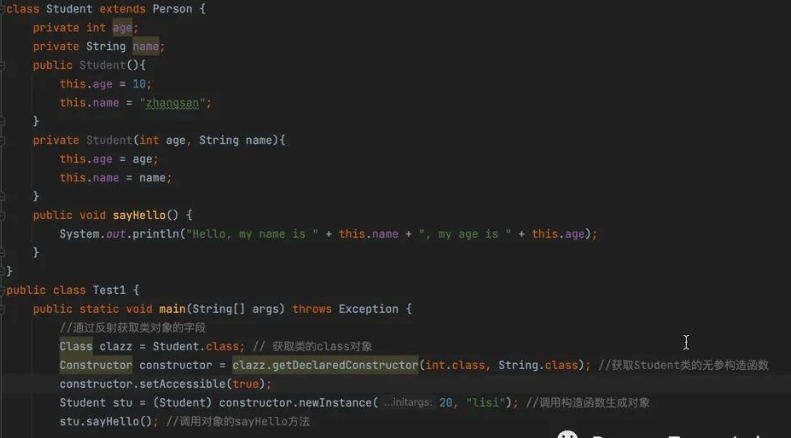 class Student extends Person {
    private int age;
    private String name;
    public Student(){
        this.age = 10;
        this.name = "zhangsan";
    }
    private Student(int age, String name){
        this.age = age;
        this.name = name;
    }
    public void sayHello() {
        System.out.println("Hello, my name is " + this.name + ", my age is " + this.age);
    }
}
public class Test1 {
    public static void main(String[] args) throws Exception {
        //通过反射获取类对象的字段
        Class clazz = Student.class; // 获取类的class对象
        Constructor constructor = clazz.getDeclaredConstructor(int.class, String.class); //获取Student类的无参构造函数
        constructor.setAccessible(true);
        Student stu = (Student) constructor.newInstance( ...initargs: 20, "lisi"); //调用构造函数生成对象
        stu.sayHello(); //调用对象的sayHello方法